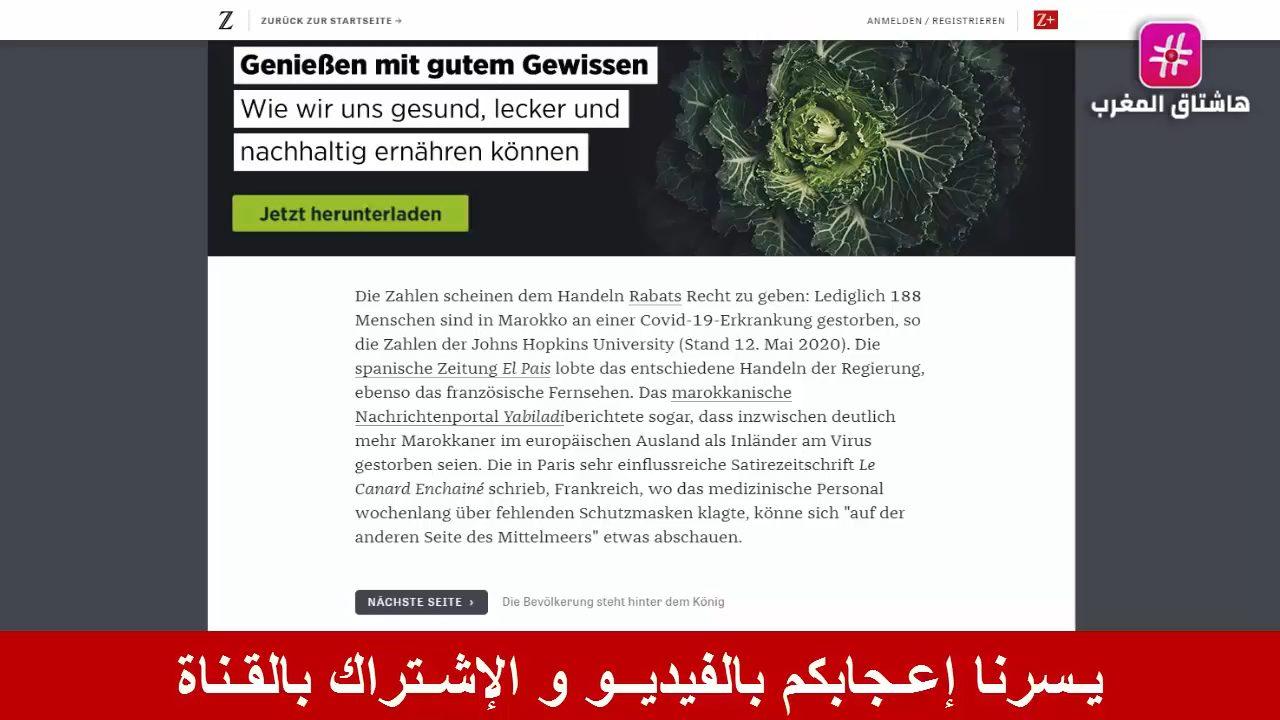 Z ZURÜCK ZUR STARTSEITE →
ANMELDEN / REGISTRIEREN Z+
هاشتاق المغرب
Genießen mit gutem Gewissen
Wie wir uns gesund, lecker und
nachhaltig ernähren können
Jetzt herunterladen
Die Zahlen scheinen dem Handeln Rabats Recht zu geben: Lediglich 188
Menschen sind in Marokko an einer Covid-19-Erkrankung gestorben, so
die Zahlen der Johns Hopkins University (Stand 12. Mai 2020). Die
spanische Zeitung El Pais lobte das entschiedene Handeln der Regierung,
ebenso das französische Fernsehen. Das marokkanische
Nachrichtenportal Yabiladiberichtete sogar, dass inzwischen deutlich
mehr Marokkaner im europäischen Ausland als Inländer am Virus
gestorben seien. Die in Paris sehr einflussreiche Satirezeitschrift Le
Canard Enchainé schrieb, Frankreich, wo das medizinische Personal
wochenlang über fehlenden Schutzmasken klagte, könne sich "auf der
anderen Seite des Mittelmeers" etwas abschauen.
NÄCHSTE SEITE › Die Bevölkerung steht hinter dem König
يسرنا إعجابكم بالفيديو و الإشتراك بالقناة